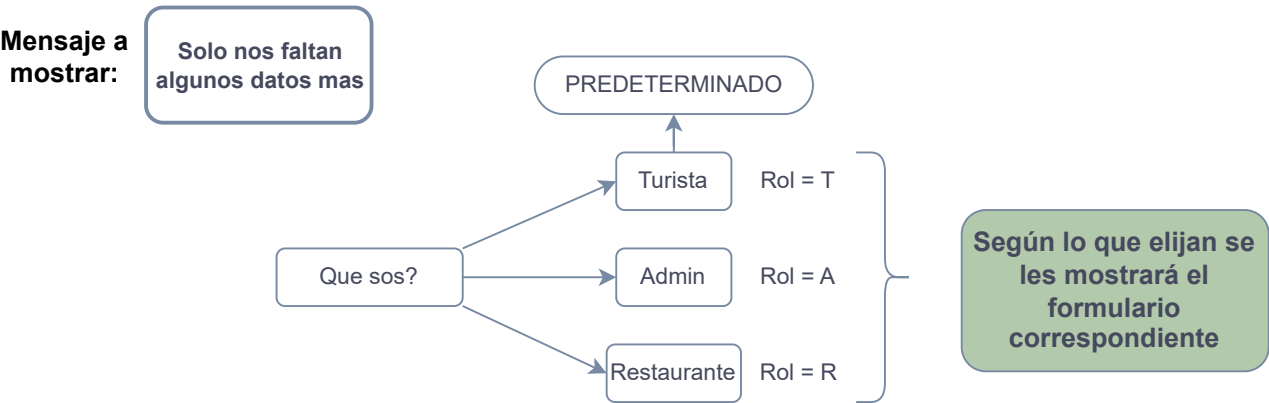 Mensaje a
mostrar:
Solo nos faltan
algunos datos mas
PREDETERMINADO
Turista
Rol = T
Que sos?
Admin
Rol = A
Restaurante
Rol = R
Según lo que elijan se
les mostrará el
formulario
correspondiente